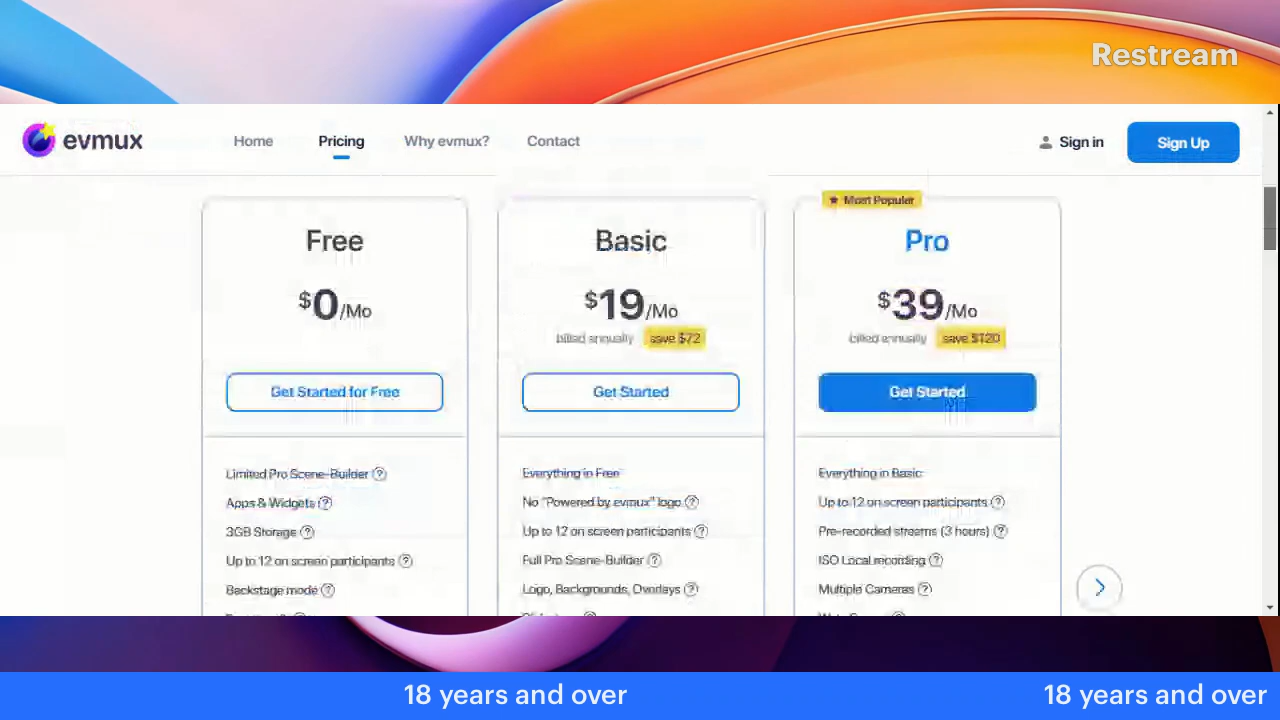 Restream
evmux
Home
Pricing
Why evmux?
Contact
Sign in
Sign Up
Free
$0/Mo
Get Started for Free
Limited Pro Scene-Builder
Apps & Widgets
3GB Storage
Up to 12 on screen participants
Backstage mode
Basic
$19/Mo
billed annually save $72
Get Started
Everything in Free
No "Powered by evmux" logo
Up to 12 on screen participants
Full Pro Scene-Builder
Logo, Backgrounds, Overlays
Most Popular
Pro
$39/Mo
billed annually save $120
Get Started
Everything in Basic
Up to 12 on screen participants
Pre-recorded streams (3 hours)
ISO Local recording
Multiple Cameras
18 years and over 18 years and over